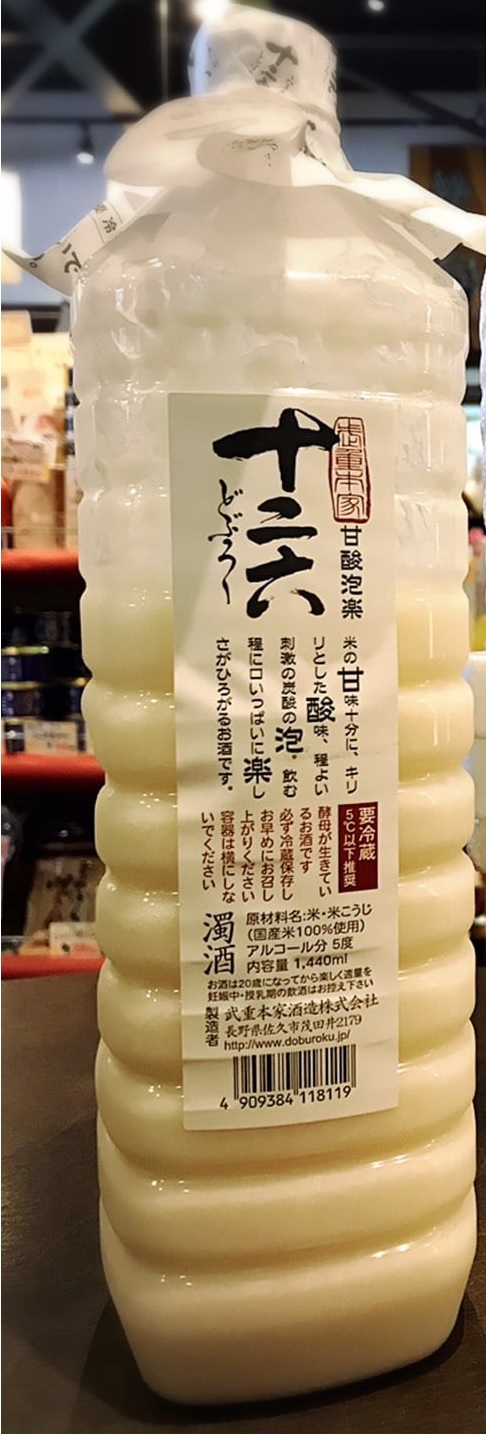 十二六
武重本家
十二六
どぶろく
甘酸泡楽
米の甘味十分に、キリ
リとした酸味、程よい
刺激の炭酸の泡、飲む
程に口いっぱいに楽し
さがひろがるお酒です。
要冷蔵
5℃以下推奨
酵母が生きてい
るお酒です
必ず冷蔵保存し
お早めにお召し
上がりください
容器は横にしな
いでください
濁酒
原材料名:米・米こうじ
(国産米100%使用)
アルコール分 5度
内容量 1,440ml
お酒は20歳になってから楽しく適量を
妊娠中・授乳期の飲酒はお控え下さい
製造者
武重本家酒造株式会社
長野県佐久市茂田井2179
http://www.doburoku.jp/
4 909384 118119